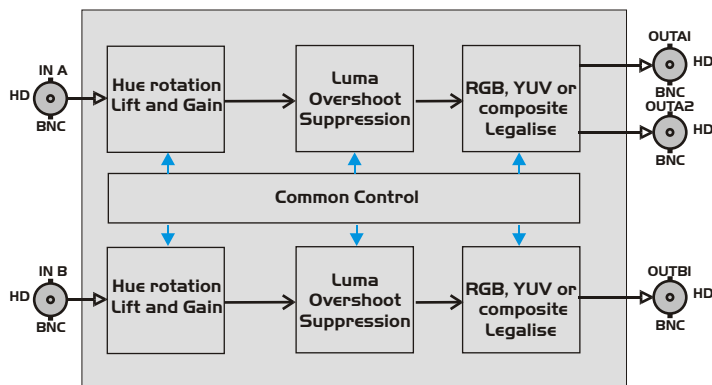 OUTA1
IN A
HD
HD
BNC
Hue rotation
Lift and Gain
Luma
Overshoot
Suppression
RGB, YUV or
composite
Legalise
BNC
OUTA2
HD
BNC
Common Control
IN B
HD
BNC
Hue rotation
Lift and Gain
Luma
Overshoot
Suppression
RGB, YUV or
composite
Legalise
OUTB1
HD
BNC